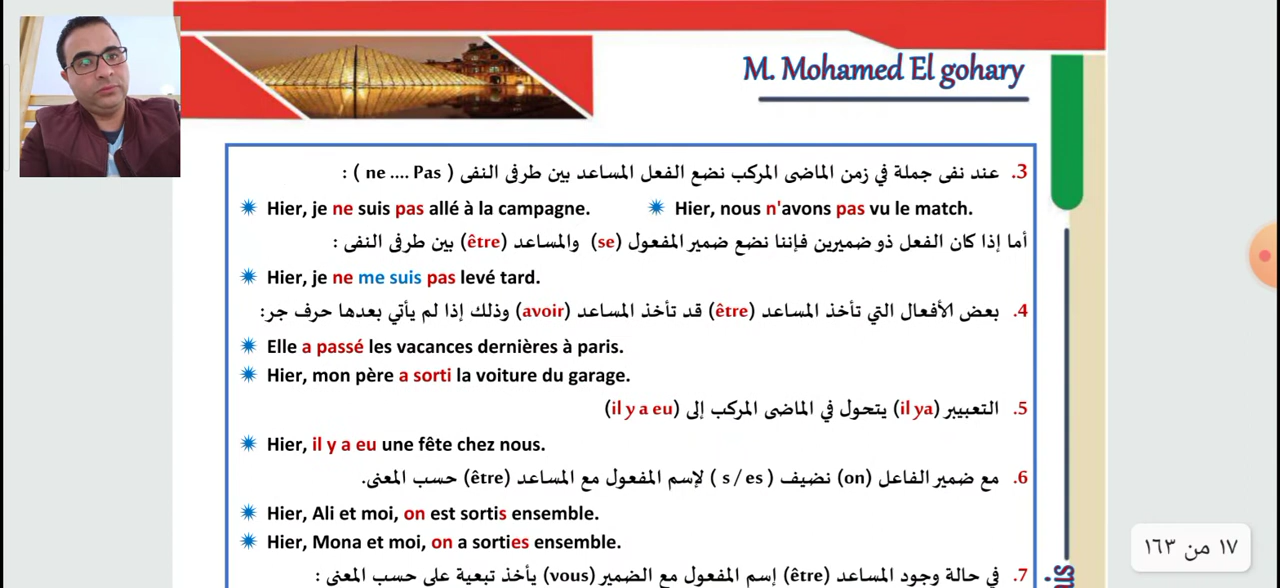 M. Mohamed El gohary
3. عند نفى جملة في زمن الماضى المركب نضع الفعل المساعد بين طرفى النفى ( ne .... Pas ) :
Hier, je ne suis pas allé à la campagne.
Hier, nous n'avons pas vu le match.
أما إذا كان الفعل ذو ضميرين فإننا نضع ضمير المفعول (se) والمساعد (être) بين طرفى النفى :
Hier, je ne me suis pas levé tard.
4. بعض الأفعال التي تأخذ المساعد (être) قد تأخذ المساعد (avoir) وذلك إذا لم يأتي بعدها حرف جر:
Elle a passé les vacances dernières à paris.
Hier, mon père a sorti la voiture du garage.
5. التعبيير (il ya) يتحول في الماضى المركب إلى (il y a eu)
Hier, il y a eu une fête chez nous.
6. مع ضمير الفاعل (on) نضيف ( s / es ) لإسم المفعول مع المساعد (être) حسب المعنى.
Hier, Ali et moi, on est sortis ensemble.
Hier, Mona et moi, on a sorties ensemble.
7. في حالة وجود المساعد (être) إسم المفعول مع الضمير (vous) يأخذ تبعية على حسب المعنى :
١٧ من ١٦٣